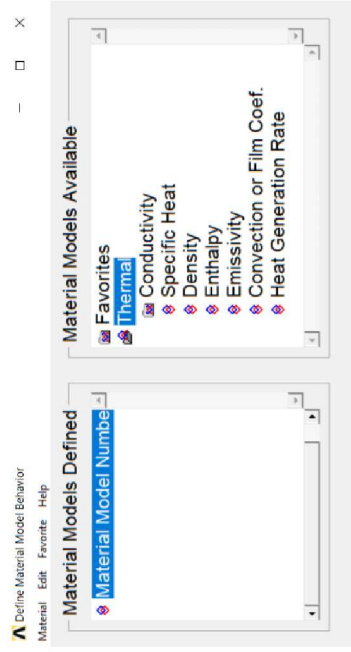 Define Material Model Behavior
Material Edit Favorite Help
Material Models Defined
Material Model Numbe
Material Models Available
Favorites
Thermal
Conductivity
Specific Heat
Density
Enthalpy
Emissivity
Convection or Film Coef.
Heat Generation Rate